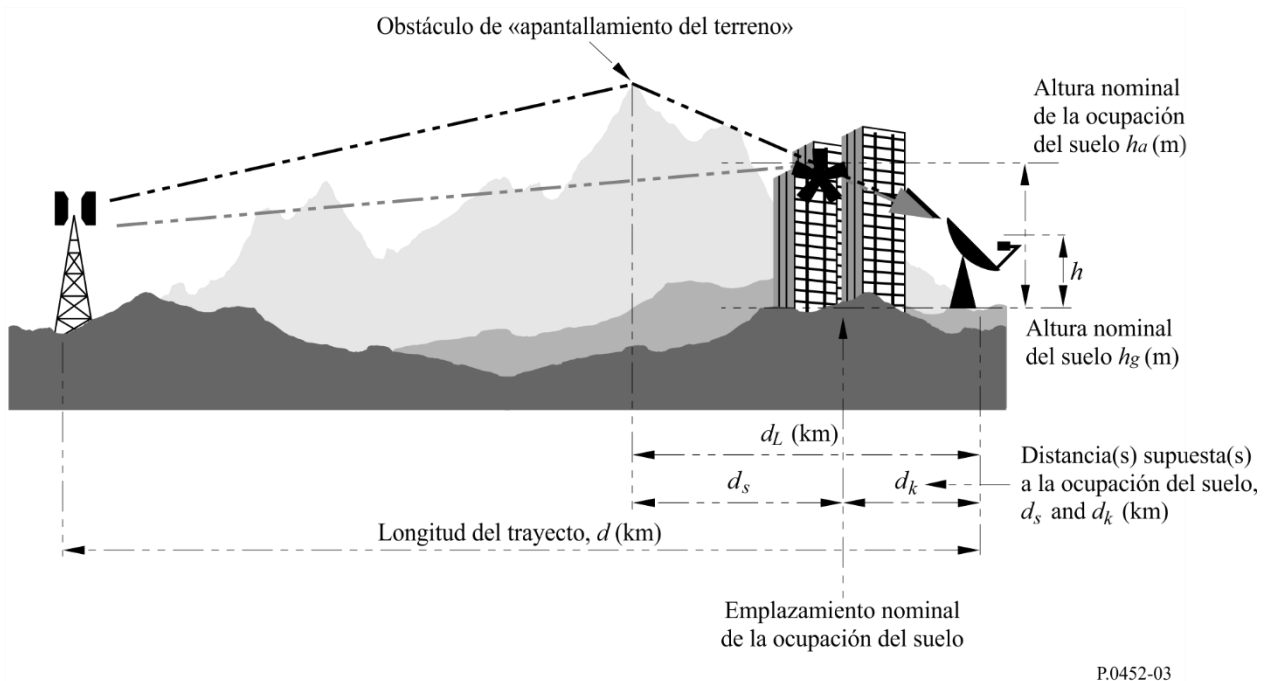 Obstáculo de «apantallamiento del terreno»
Altura nominal
de la ocupación
del suelo ha (m)
h
Altura nominal
del suelo hg (m)
dL (km)
ds
dk
Distancia(s) supuesta(s)
a la ocupación del suelo,
ds and dk (km)
Longitud del trayecto, d (km)
Emplazamiento nominal
de la ocupación del suelo
P.0452-03